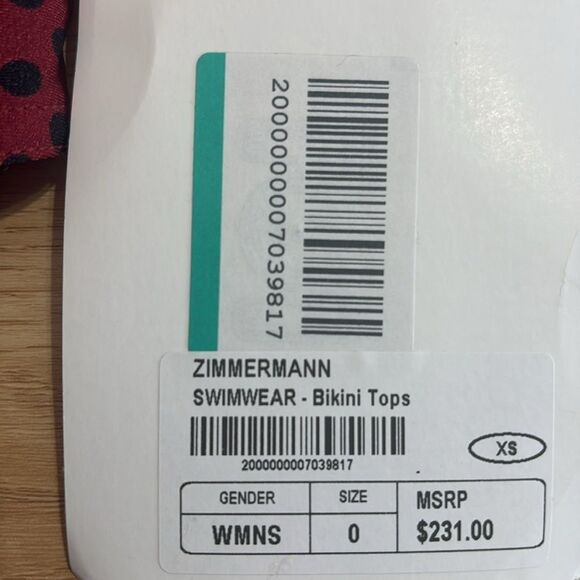 2000000007039817
ZIMMERMANN
SWIMWEAR - Bikini Tops
2000000007039817
XS
GENDER SIZE MSRP
WMNS 0 $231.00